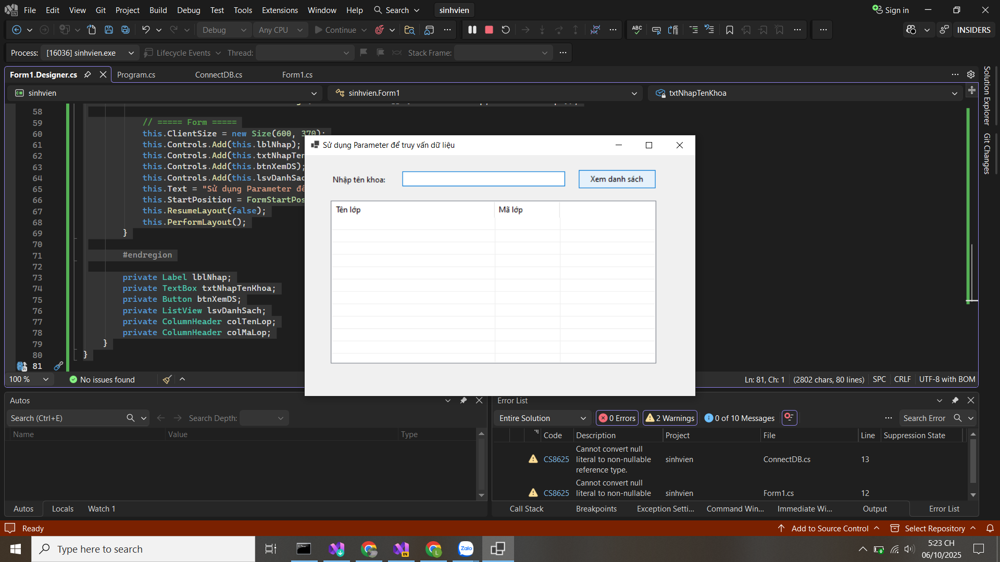 File Edit View Git Project Build Debug Test Tools Extensions Window Help Search sinhvien Sign in
Debug Any CPU Continue INSIDERS
Process: [16036] sinhvien.exe Lifecycle Events Thread: Stack Frame:
Form1.Designer.cs Program.cs ConnectDB.cs Form1.cs
sinhvien sinhvien.Form1 txtNhapTenKhoa
Solution Explorer
Git Changes
58
59 // ===== Form =====
60 this.ClientSize = new Size(600, 370);
61 this.Controls.Add(this.lblNhap);
62 this.Controls.Add(this.txtNhapTen
63 this.Controls.Add(this.btnXemDS);
64 this.Controls.Add(this.lsvDanhSac
65 this.Text = "Sử dụng Parameter để
66 this.StartPosition = FormStartPos
67 this.ResumeLayout(false);
68 this.PerformLayout();
69 }
70
71 #endregion
72
73 private Label lblNhap;
74 private TextBox txtNhapTenKhoa;
75 private Button btnXemDS;
76 private ListView lsvDanhSach;
77 private ColumnHeader colTenLop;
78 private ColumnHeader colMaLop;
79 }
80 }
81
Sử dụng Parameter để truy vấn dữ liệu
Nhập tên khoa: Xem danh sách
Tên lớp Mã lớp
100 % No issues found Ln: 81, Ch: 1 (2802 chars, 80 lines) SPC CRLF UTF-8 with BOM
Autos
Search (Ctrl+E) Search Depth:
Name Value Type
Autos Locals Watch 1
Error List
Entire Solution 0 Errors 2 Warnings 0 of 10 Messages Search Error
Code Description Project File Line Suppression State
CS8625 Cannot convert null literal to non-nullable reference type. sinhvien ConnectDB.cs 13
CS8625 Cannot convert null literal to non-nullable sinhvien Form1.cs 12
Call Stack Breakpoints Exception Setti... Command Win... Immediate Wi... Output Error List
Ready Add to Source Control Select Repository
Type here to search Zalo 5:23 CH
06/10/2025